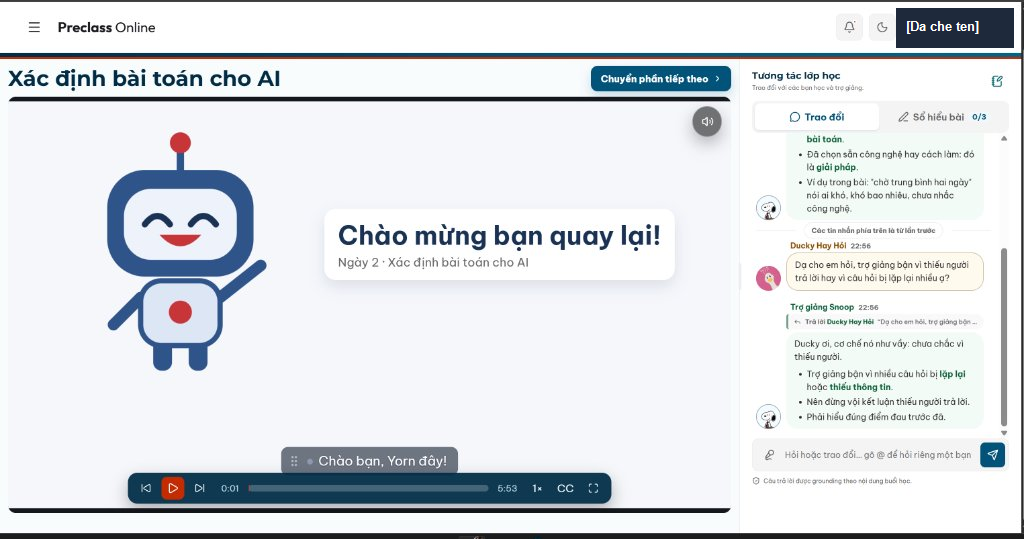 Preclass Online
[Da che ten]
Xác định bài toán cho AI
Chuyển phần tiếp theo
Chào mừng bạn quay lại!
Ngày 2 · Xác định bài toán cho AI
Chào bạn, Yorn đây!
0:01
5:53
1×
CC
Tương tác lớp học
Trao đổi với các bạn học và trợ giảng.
Trao đổi
Sổ hiểu bài 0/3
bài toán.
• Đã chọn sẵn công nghệ hay cách làm: đó
là giải pháp.
• Ví dụ trong bài: "chờ trung bình hai ngày"
nói ai khó, khó bao nhiêu, chưa nhắc
công nghệ.
Các tin nhắn phía trên là từ lần trước
Ducky Hay Hỏi 22:56
Dạ cho em hỏi, trợ giảng bận vì thiếu người
trả lời hay vì câu hỏi bị lặp lại nhiều ạ?
Trợ giảng Snoop 22:56
Trả lời Ducky Hay Hỏi "Dạ cho em hỏi, trợ giảng bận ...
Ducky ơi, cơ chế nó như vầy: chưa chắc vì
thiếu người.
• Trợ giảng bận vì nhiều câu hỏi bị lặp lại
hoặc thiếu thông tin.
• Nên đừng vội kết luận thiếu người trả lời.
• Phải hiểu đúng điểm đau trước đã.
Hỏi hoặc trao đổi... gõ @ để hỏi riêng một bạn
Câu trả lời được grounding theo nội dung buổi học.